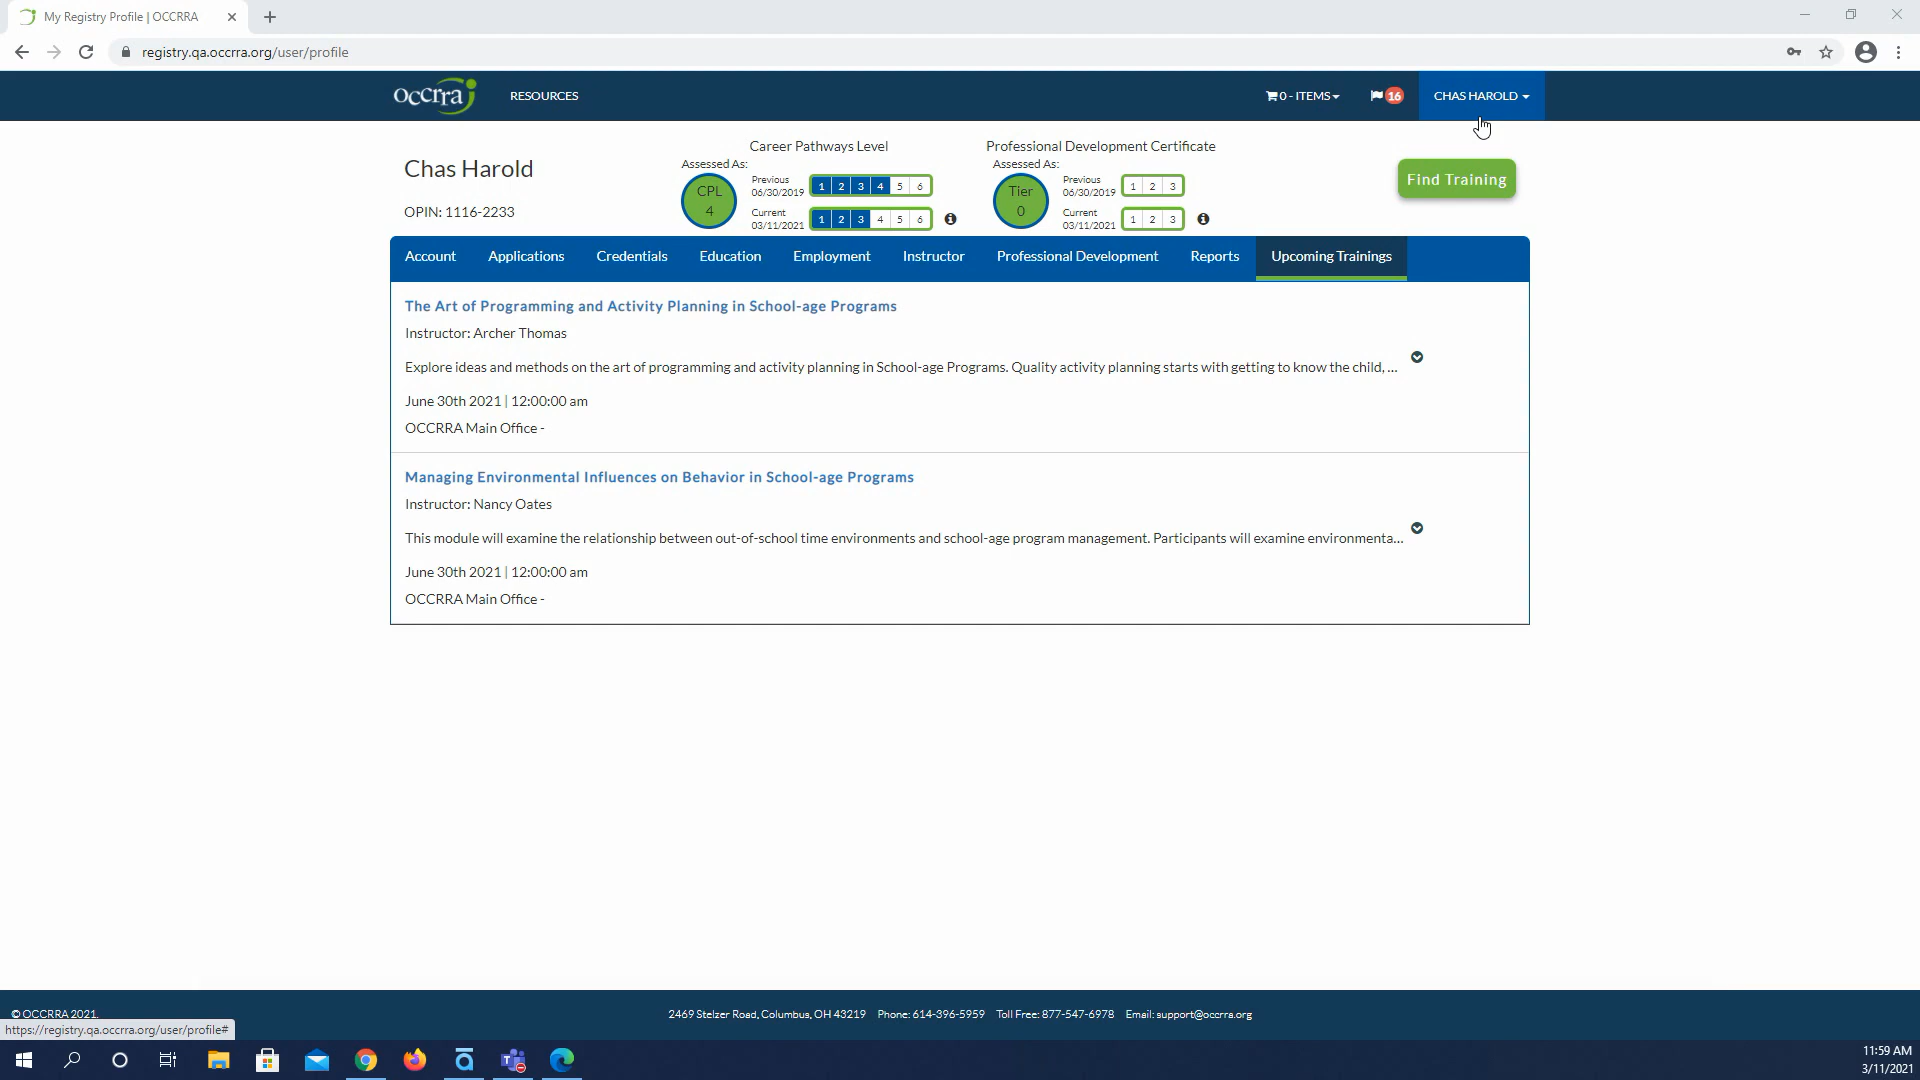 My Registry Profile | OCCRRA
registry.qa.occrra.org/user/profile
occrra
RESOURCES
0 - ITEMS
16
CHAS HAROLD
Chas Harold
OPIN: 1116-2233
Career Pathways Level
Assessed As:
CPL
4
Previous
06/30/2019
1 2 3 4 5 6
Current
03/11/2021
1 2 3 4 5 6
Professional Development Certificate
Assessed As:
Tier
0
Previous
06/30/2019
1 2 3
Current
03/11/2021
1 2 3
Find Training
Account Applications Credentials Education Employment Instructor Professional Development Reports Upcoming Trainings
The Art of Programming and Activity Planning in School-age Programs
Instructor: Archer Thomas
Explore ideas and methods on the art of programming and activity planning in School-age Programs. Quality activity planning starts with getting to know the child, ...
June 30th 2021 | 12:00:00 am
OCCRRA Main Office -
Managing Environmental Influences on Behavior in School-age Programs
Instructor: Nancy Oates
This module will examine the relationship between out-of-school time environments and school-age program management. Participants will examine environmenta...
June 30th 2021 | 12:00:00 am
OCCRRA Main Office -
© OCCRRA 2021.
2469 Stelzer Road, Columbus, OH 43219 Phone: 614-396-5959 Toll Free: 877-547-6978 Email: support@occrra.org
https://registry.qa.occrra.org/user/profile#
11:59 AM
3/11/2021